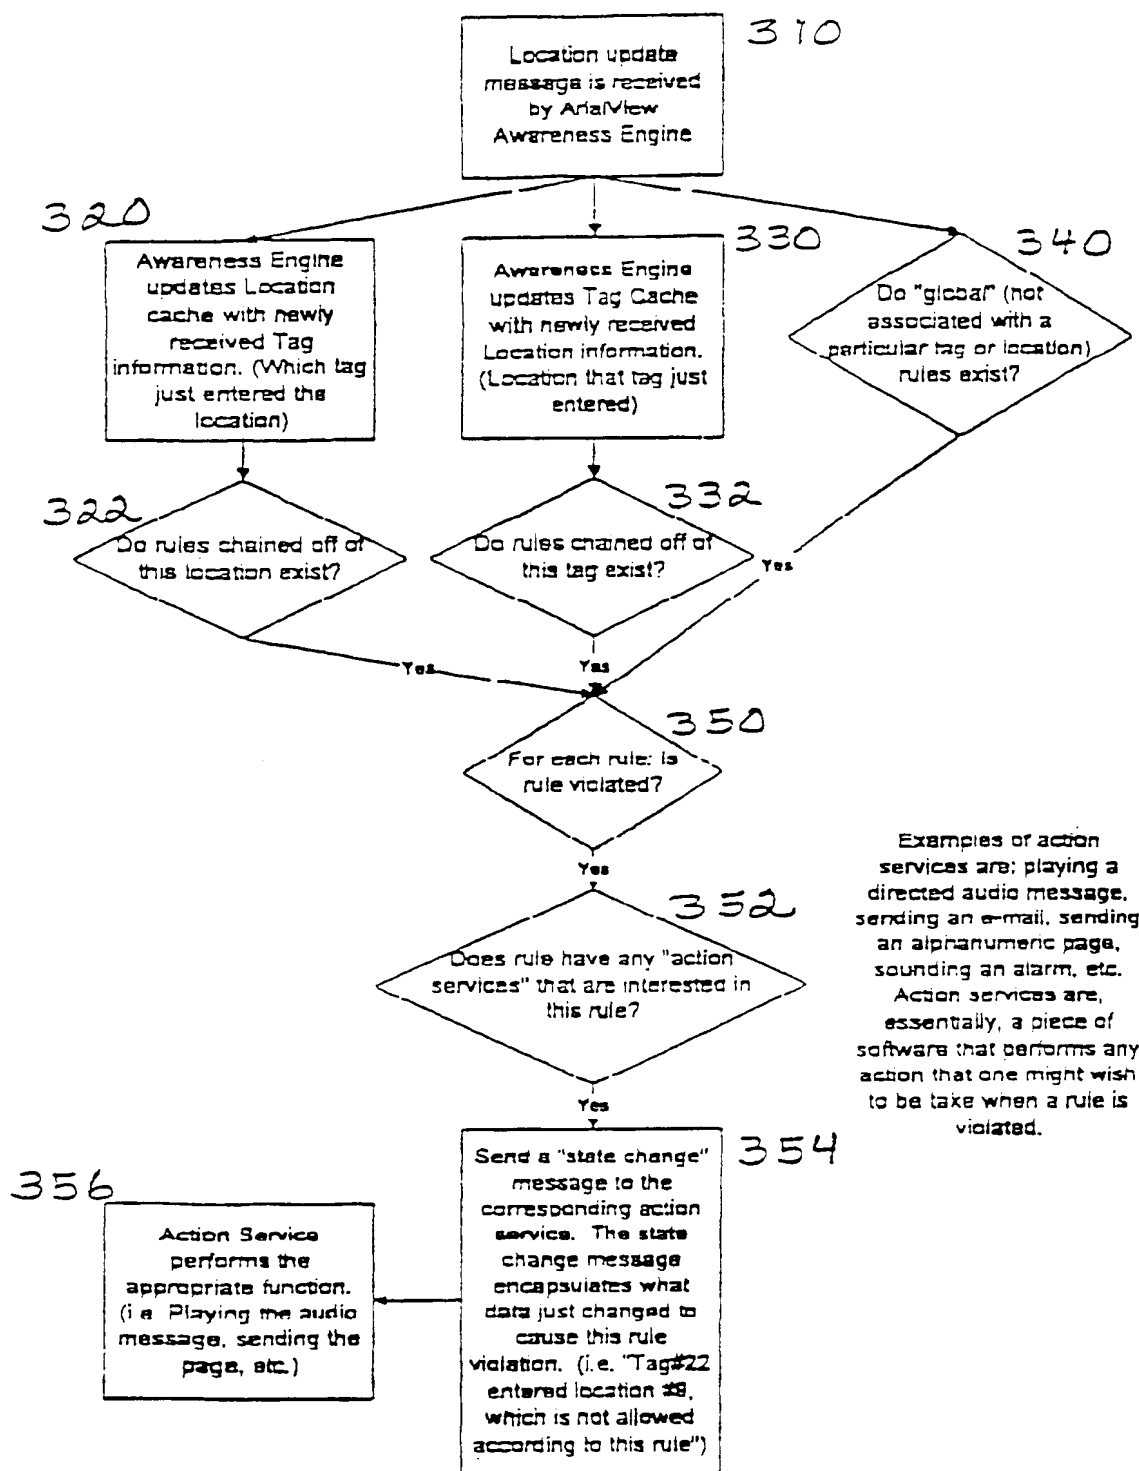 310
Location update
message is received
by ArialView
Awareness Engine
320
Awareness Engine
updates Location
cache with newly
received Tag
information. (Which tag
just entered the
location)
330
Awareness Engine
updates Tag Cache
with newly received
Location information.
(Location that tag just
entered)
340
Do "global" (not
associated with a
particular tag or location)
rules exist?
322
Do rules chained off of
this location exist?
332
Do rules chained off of
this tag exist?
Yes
Yes
Yes
350
For each rule: Is
rule violated?
Yes
352
Does rule have any "action
services" that are interested in
this rule?
Yes
Examples of action
services are: playing a
directed audio message,
sending an e-mail, sending
an alphanumeric page,
sounding an alarm, etc.
Action services are,
essentially, a piece of
software that performs any
action that one might wish
to be take when a rule is
violated.
354
Send a "state change"
message to the
corresponding action
service. The state
change message
encapsulates what
data just changed to
cause this rule
violation. (i.e. "Tag#22
entered location #9,
which is not allowed
according to this rule")
356
Action Service
performs the
appropriate function.
(i.e. Playing the audio
message, sending the
page, etc.)